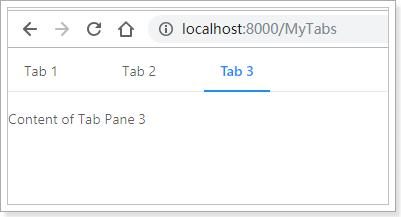 localhost:8000/MyTabs
Tab 1 Tab 2 Tab 3
Content of Tab Pane 3